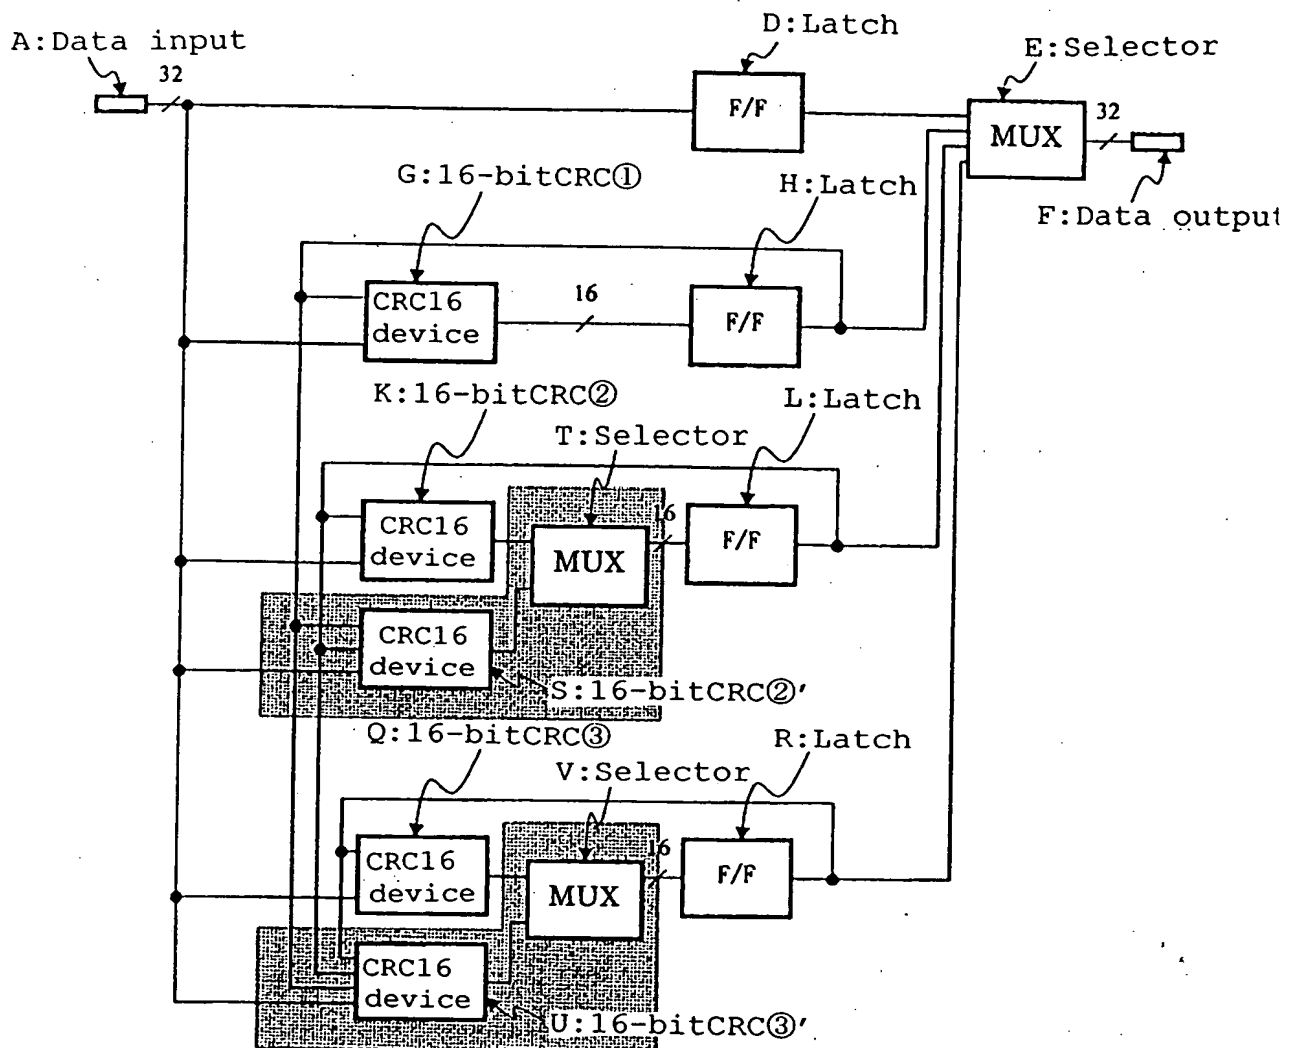 D:Latch
A:Data input
E:Selector
32
F/F
MUX
32
G:16-bitCRC①
H:Latch
F:Data output
CRC16
device
16
F/F
K:16-bitCRC②
L:Latch
T:Selector
CRC16
device
MUX
16
F/F
CRC16
device
S:16-bitCRC②'
Q:16-bitCRC③
R:Latch
V:Selector
CRC16
device
MUX
16
F/F
CRC16
device
U:16-bitCRC③'